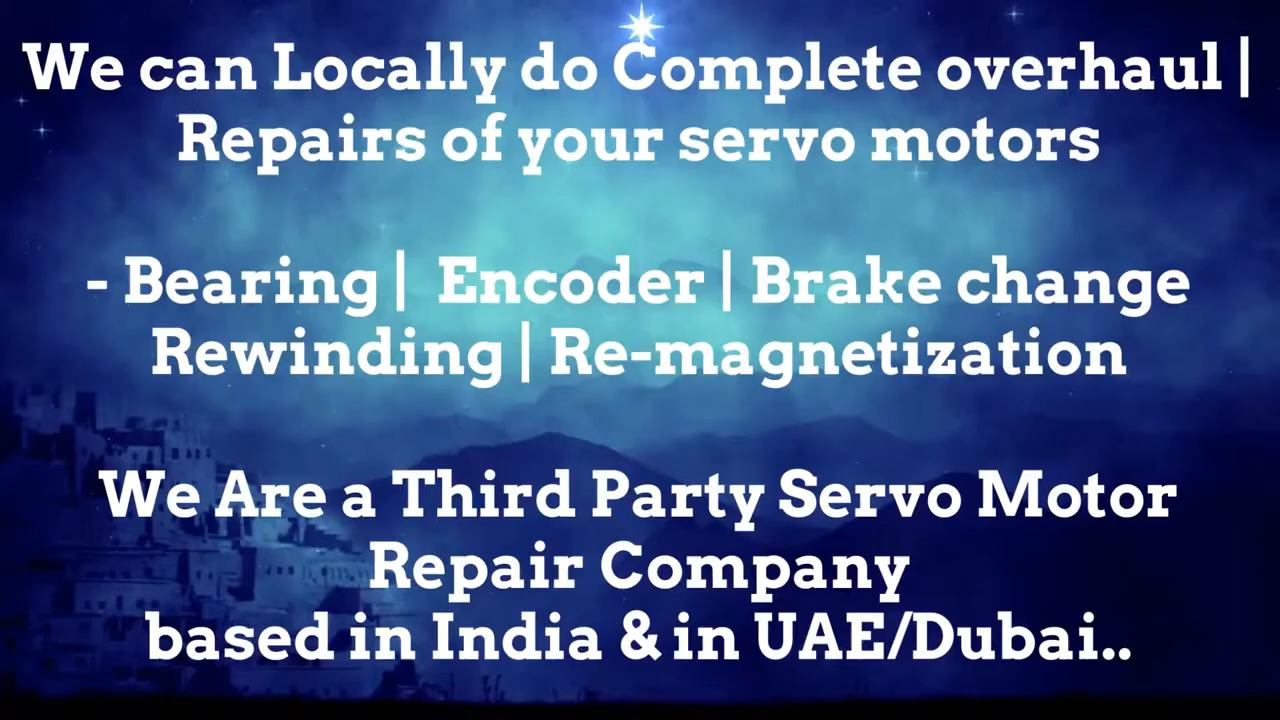 We can Locally do Complete overhaul |
Repairs of your servo motors
- Bearing | Encoder | Brake change
Rewinding | Re-magnetization
We Are a Third Party Servo Motor
Repair Company
based in India & in UAE/Dubai..